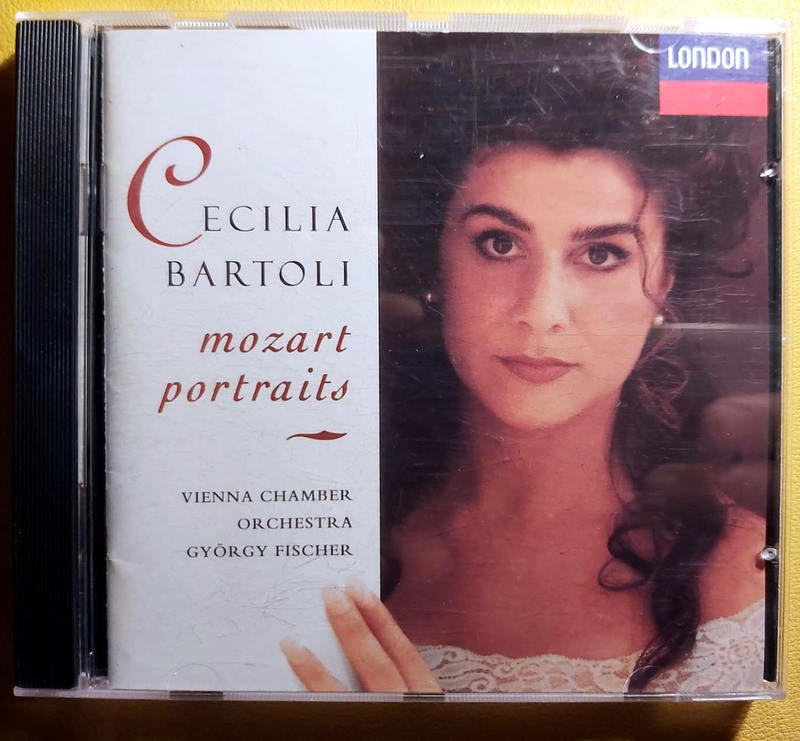 LONDON
CECILIA
BARTOLI
mozart
portraits
VIENNA CHAMBER
ORCHESTRA
GYÖRGY FISCHER